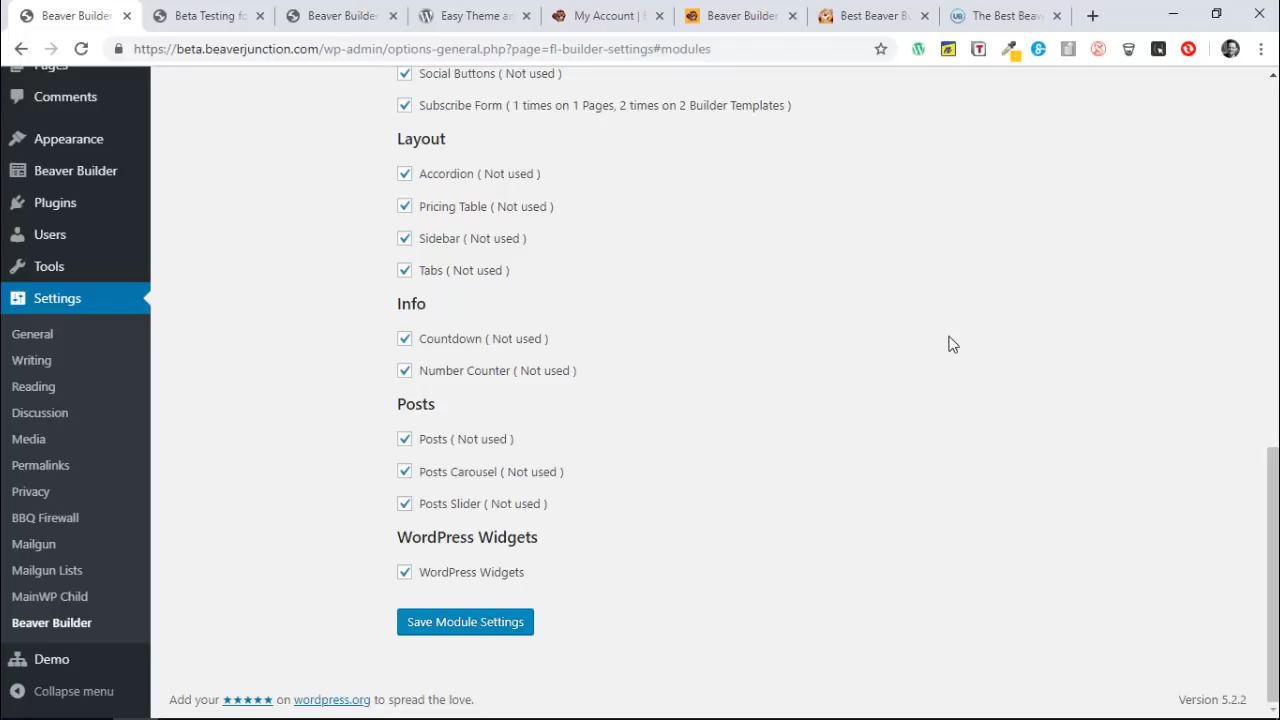 Beaver Builder
Beta Testing fo
Beaver Builder
Easy Theme an
My Account | B
Beaver Builder
Best Beaver Bu
The Best Beav
https://beta.beaverjunction.com/wp-admin/options-general.php?page=fl-builder-settings#modules
Pages
Comments
Appearance
Beaver Builder
Plugins
Users
Tools
Settings
General
Writing
Reading
Discussion
Media
Permalinks
Privacy
BBQ Firewall
Mailgun
Mailgun Lists
MainWP Child
Beaver Builder
Demo
Collapse menu
Social Buttons ( Not used )
Subscribe Form ( 1 times on 1 Pages, 2 times on 2 Builder Templates )
Layout
Accordion ( Not used )
Pricing Table ( Not used )
Sidebar ( Not used )
Tabs ( Not used )
Info
Countdown ( Not used )
Number Counter ( Not used )
Posts
Posts ( Not used )
Posts Carousel ( Not used )
Posts Slider ( Not used )
WordPress Widgets
WordPress Widgets
Save Module Settings
Add your ★★★★★ on wordpress.org to spread the love.
Version 5.2.2